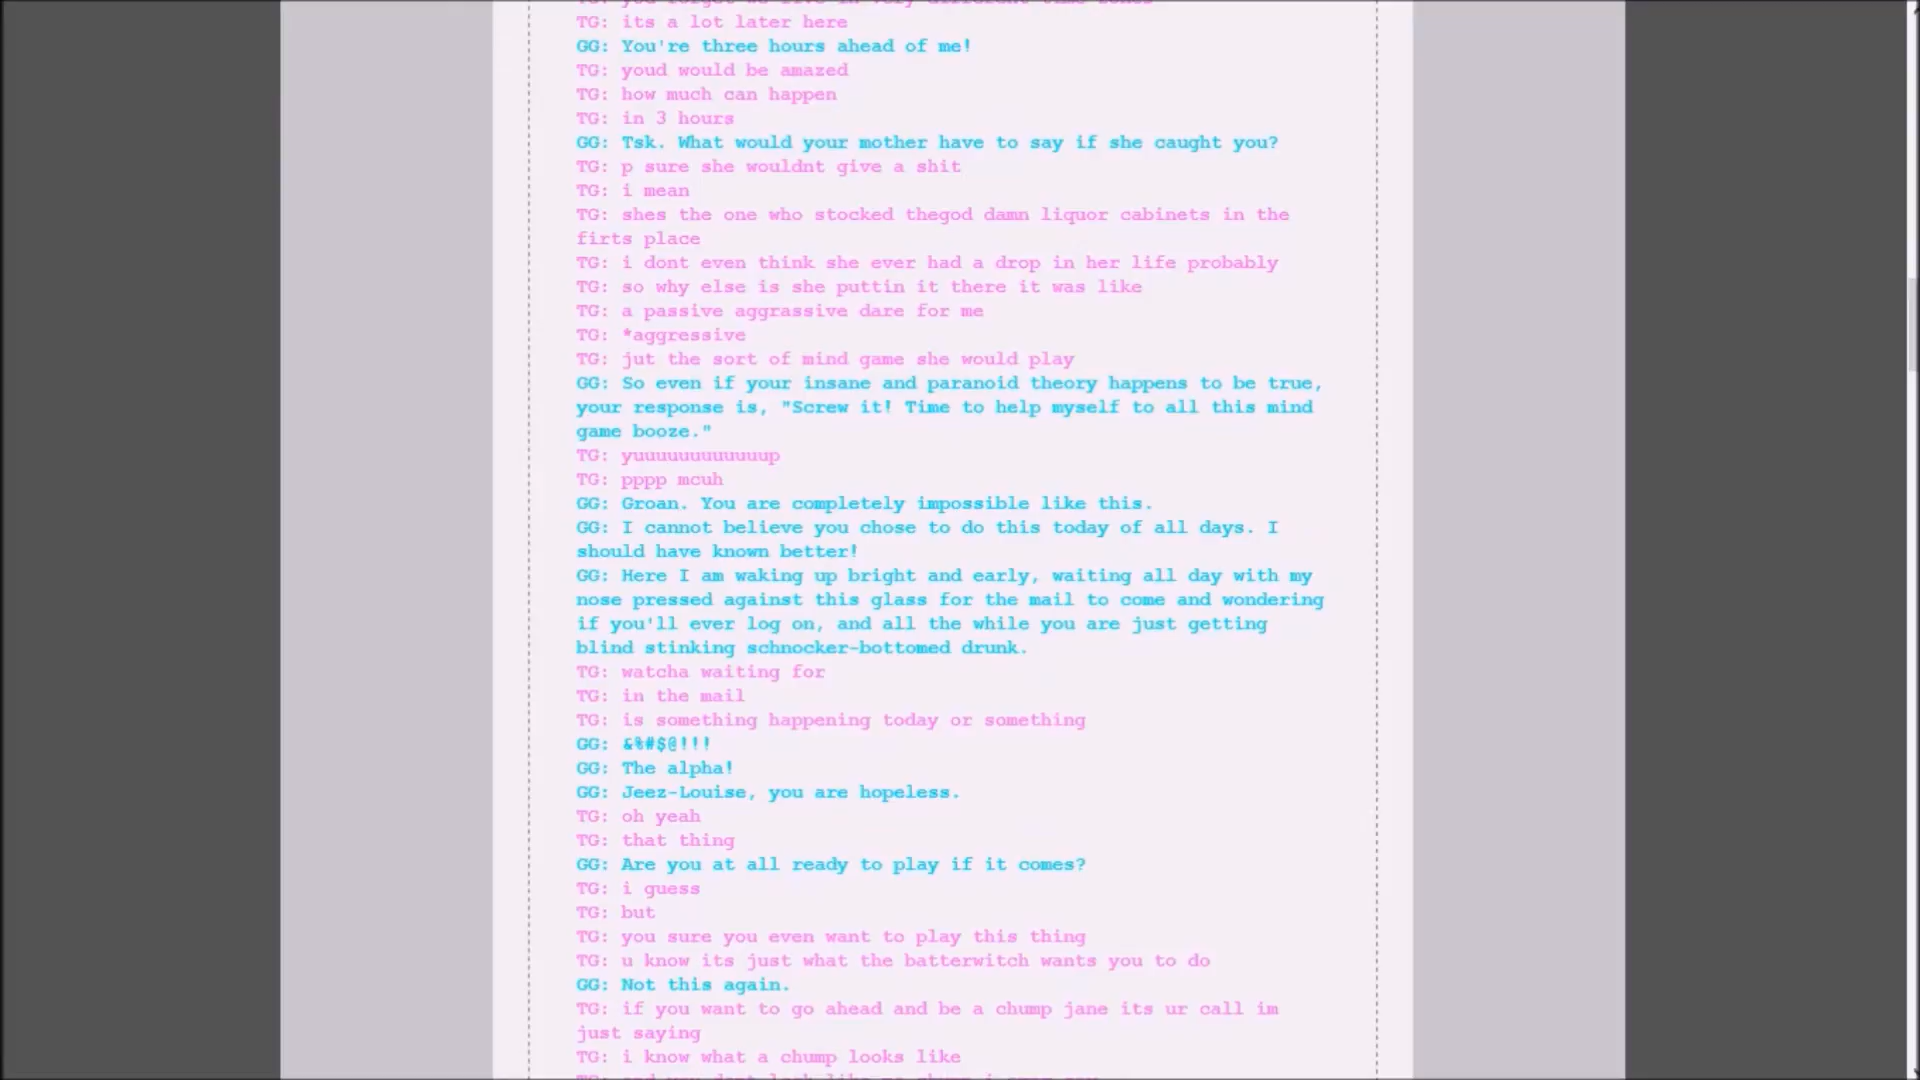 TG: its a lot later here
GG: You're three hours ahead of me!
TG: youd would be amazed
TG: how much can happen
TG: in 3 hours
GG: Tsk. What would your mother have to say if she caught you?
TG: p sure she wouldnt give a shit
TG: i mean
TG: shes the one who stocked thegod damn liquor cabinets in the
firts place
TG: i dont even think she ever had a drop in her life probably
TG: so why else is she puttin it there it was like
TG: a passive aggrassive dare for me
TG: *aggressive
TG: jut the sort of mind game she would play
GG: So even if your insane and paranoid theory happens to be true,
your response is, "Screw it! Time to help myself to all this mind
game booze."
TG: yuuuuuuuuuuuup
TG: pppp mcuh
GG: Groan. You are completely impossible like this.
GG: I cannot believe you chose to do this today of all days. I
should have known better!
GG: Here I am waking up bright and early, waiting all day with my
nose pressed against this glass for the mail to come and wondering
if you'll ever log on, and all the while you are just getting
blind stinking schnocker-bottomed drunk.
TG: watcha waiting for
TG: in the mail
TG: is something happening today or something
GG: &%#$@!!!
GG: The alpha!
GG: Jeez-Louise, you are hopeless.
TG: oh yeah
TG: that thing
GG: Are you at all ready to play if it comes?
TG: i guess
TG: but
TG: you sure you even want to play this thing
TG: u know its just what the batterwitch wants you to do
GG: Not this again.
TG: if you want to go ahead and be a chump jane its ur call im
just saying
TG: i know what a chump looks like